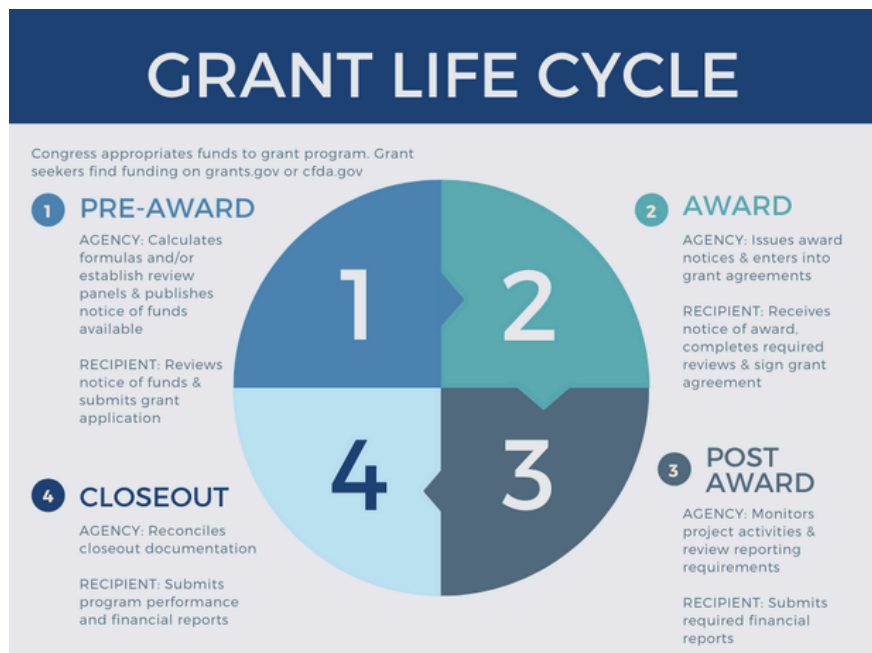 GRANT LIFE CYCLE
Congress appropriates funds to grant program. Grant
seekers find funding on grants.gov or cfda.gov
1 PRE-AWARD
AGENCY: Calculates
formulas and/or
establish review
panels & publishes
notice of funds
available
RECIPIENT: Reviews
notice of funds &
submits grant
application
1
2
2 AWARD
AGENCY: Issues award
notices & enters into
grant agreements
RECIPIENT: Receives
notice of award,
completes required
reviews & sign grant
agreement
3 POST
AWARD
AGENCY: Monitors
project activities &
review reporting
requirements
RECIPIENT: Submits
required financial
reports
4
3
4 CLOSEOUT
AGENCY: Reconciles
closeout documentation
RECIPIENT: Submits
program performance
and financial reports